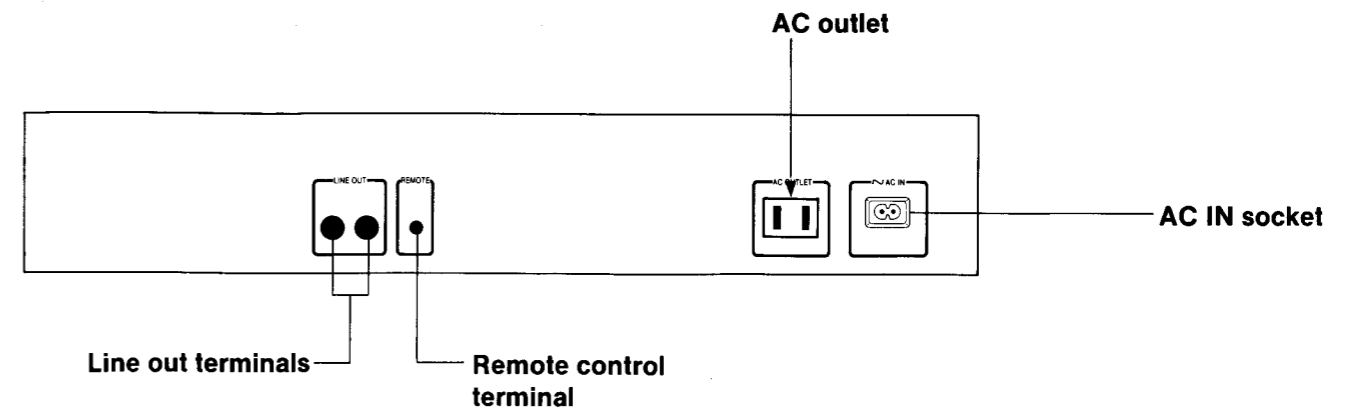 AC outlet
LINE OUT
REMOTE
AC OUTLET
AC IN
AC IN socket
Line out terminals
Remote control
terminal